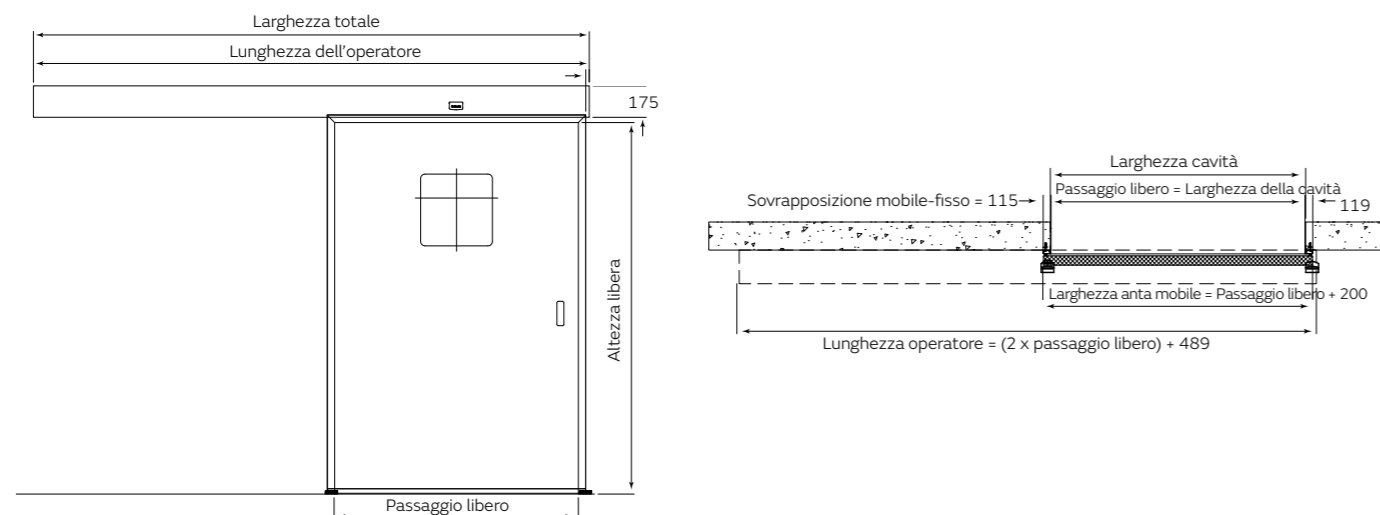 Larghezza totale
Lunghezza dell'operatore
175
Altezza libera
Passaggio libero
Larghezza cavità
Passaggio libero = Larghezza della cavità
Sovrapposizione mobile-fisso = 115
119
Larghezza anta mobile = Passaggio libero + 200
Lunghezza operatore = (2 x passaggio libero) + 489